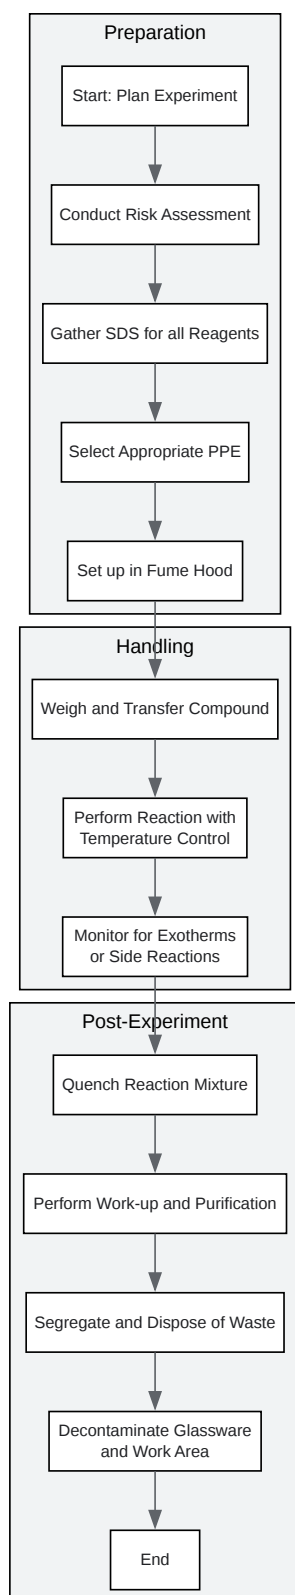 Preparation
Start: Plan Experiment
Conduct Risk Assessment
Gather SDS for all Reagents
Select Appropriate PPE
Set up in Fume Hood
Handling
Weigh and Transfer Compound
Perform Reaction with
Temperature Control
Monitor for Exotherms
or Side Reactions
Post-Experiment
Quench Reaction Mixture
Perform Work-up and Purification
Segregate and Dispose of Waste
Decontaminate Glassware
and Work Area
End